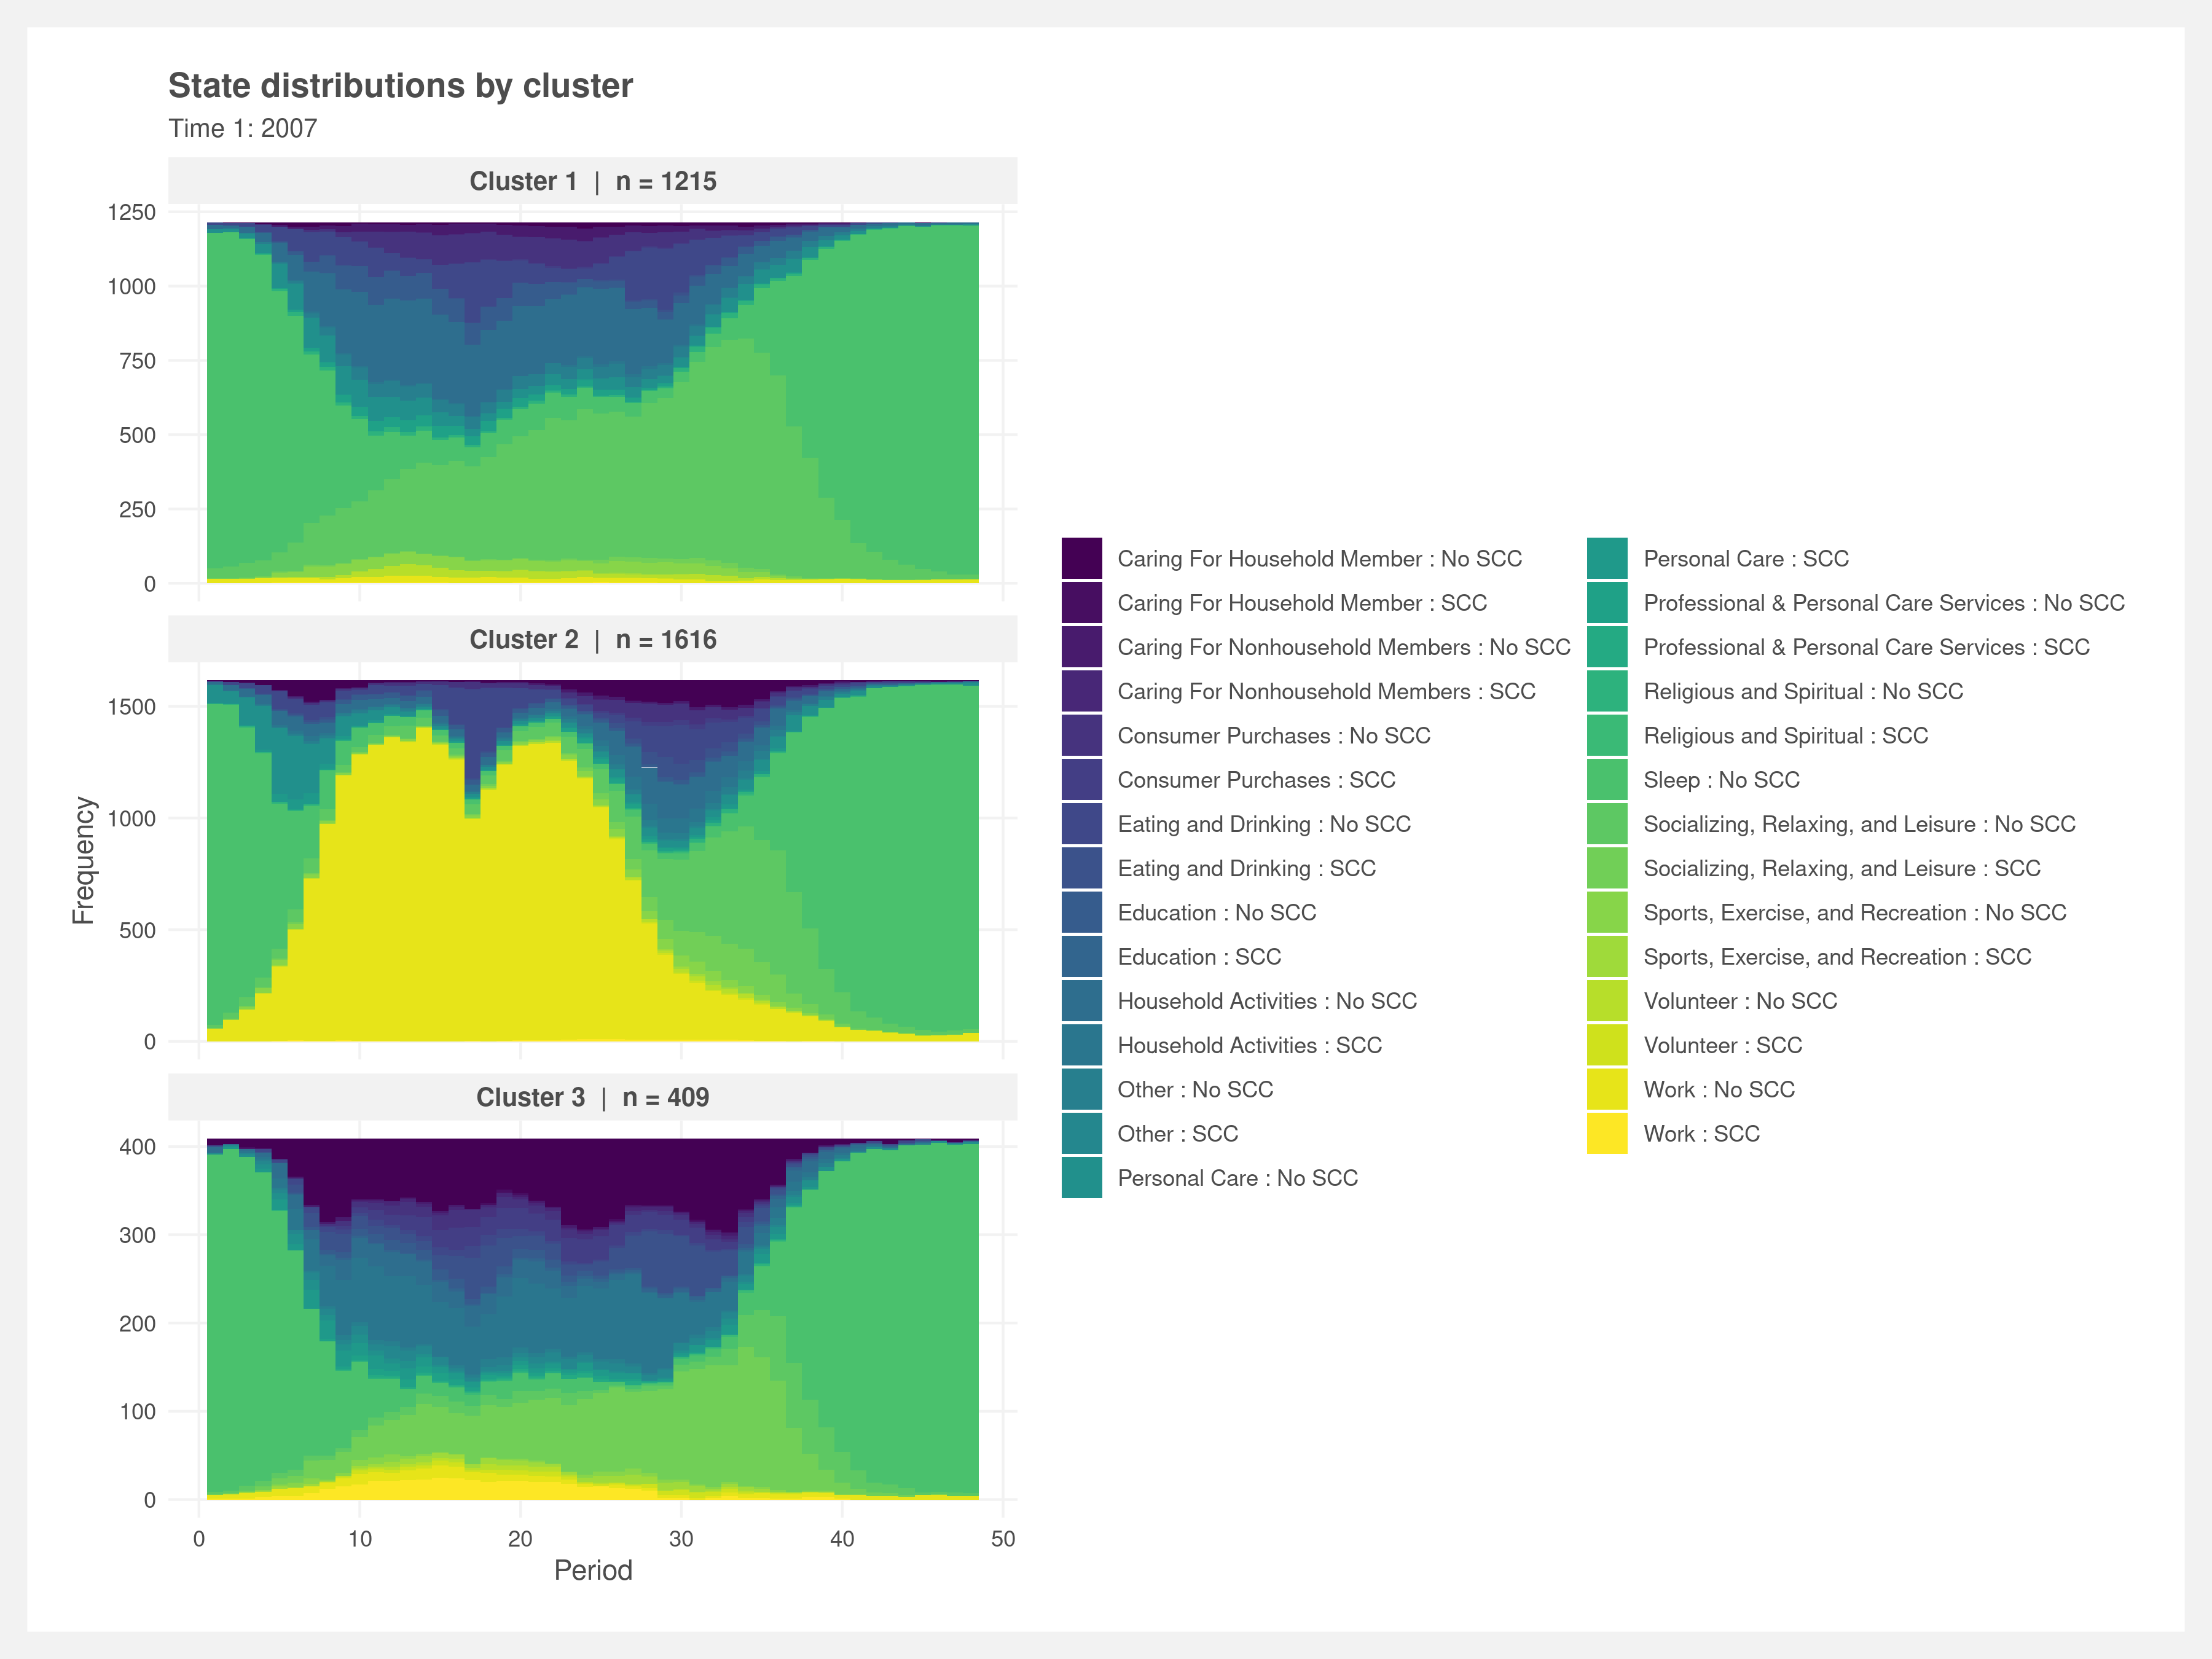 State distributions by cluster
Time 1: 2007
Cluster 1 | n = 1215
1250
1000
750
500
250
0
Cluster 2 | n = 1616
1500
1000
500
0
Cluster 3 | n = 409
400
300
200
100
0
0 10 20 30 40 50
Period
Frequency
Caring For Household Member : No SCC
Caring For Household Member : SCC
Caring For Nonhousehold Members : No SCC
Caring For Nonhousehold Members : SCC
Consumer Purchases : No SCC
Consumer Purchases : SCC
Eating and Drinking : No SCC
Eating and Drinking : SCC
Education : No SCC
Education : SCC
Household Activities : No SCC
Household Activities : SCC
Other : No SCC
Other : SCC
Personal Care : No SCC
Personal Care : SCC
Professional & Personal Care Services : No SCC
Professional & Personal Care Services : SCC
Religious and Spiritual : No SCC
Religious and Spiritual : SCC
Sleep : No SCC
Socializing, Relaxing, and Leisure : No SCC
Socializing, Relaxing, and Leisure : SCC
Sports, Exercise, and Recreation : No SCC
Sports, Exercise, and Recreation : SCC
Volunteer : No SCC
Volunteer : SCC
Work : No SCC
Work : SCC